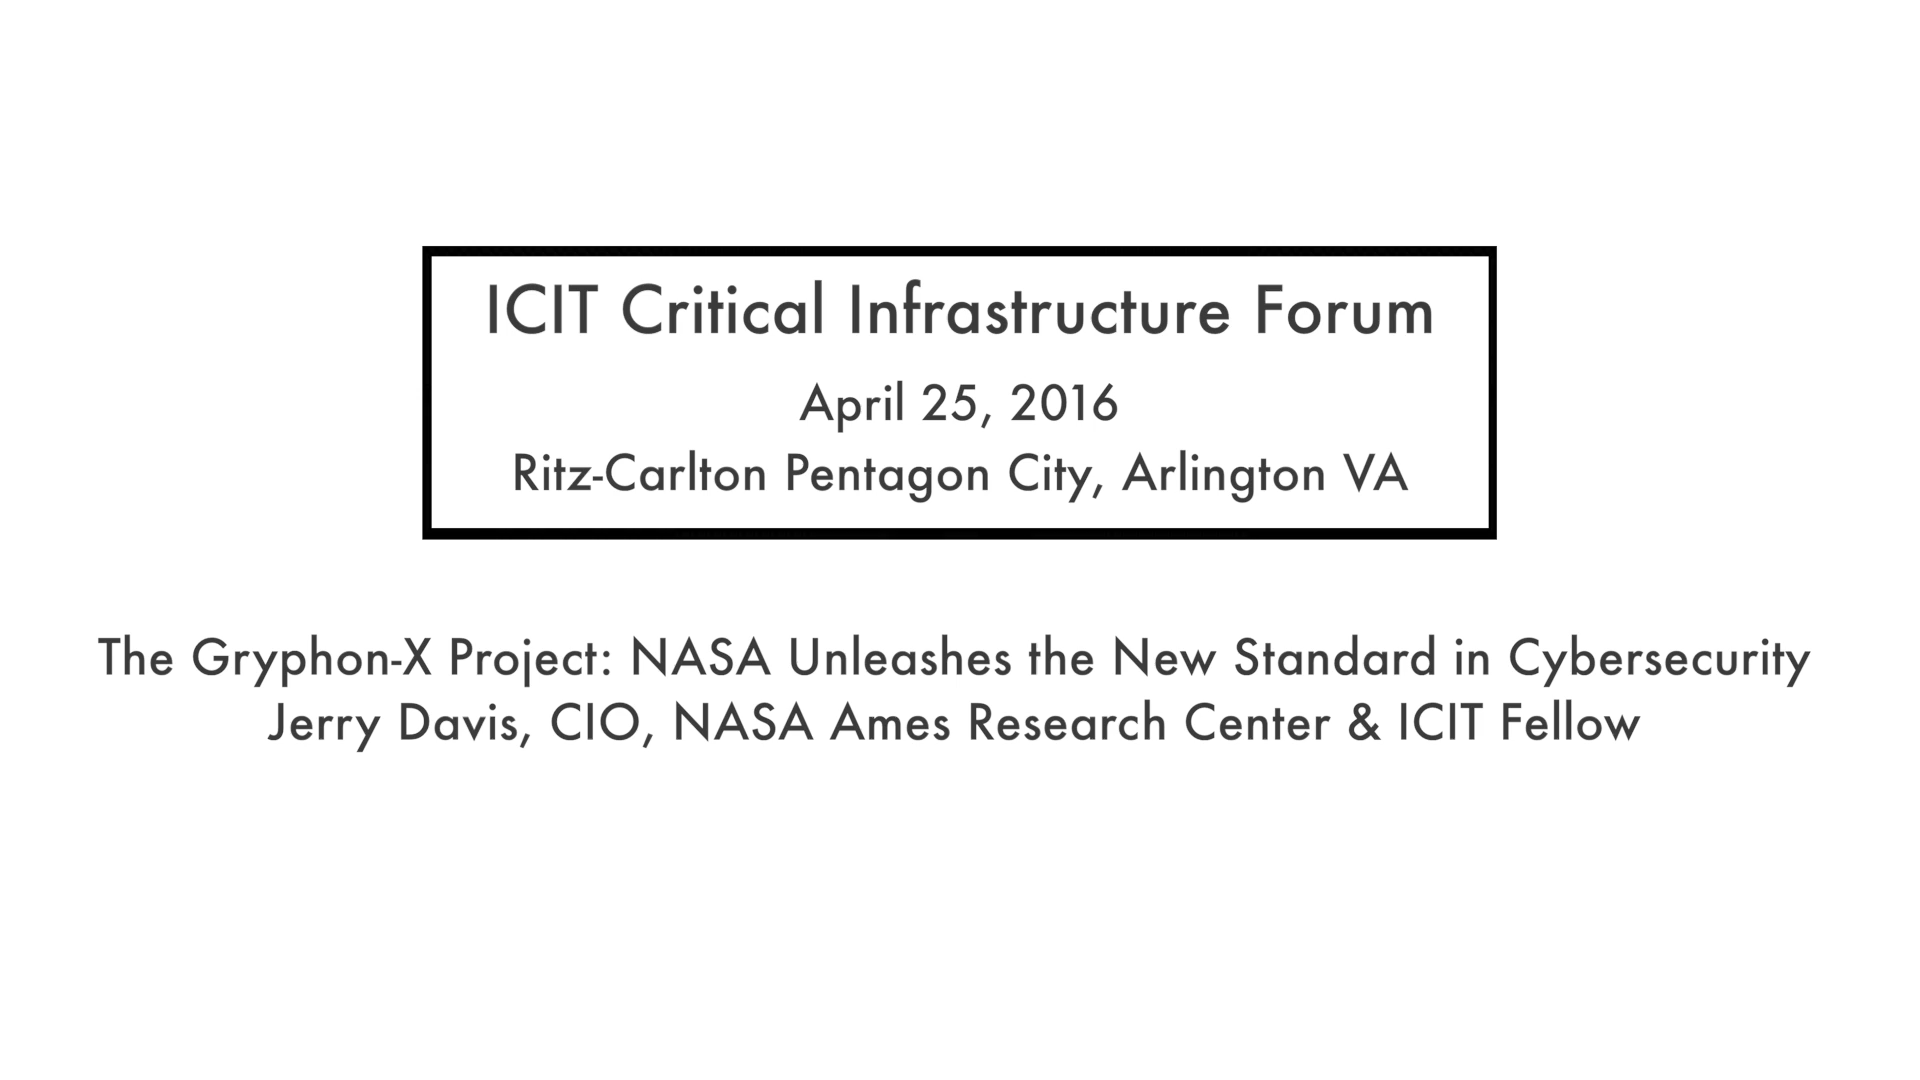 ICIT Critical Infrastructure Forum
April 25, 2016
Ritz-Carlton Pentagon City, Arlington VA
The Gryphon-X Project: NASA Unleashes the New Standard in Cybersecurity
Jerry Davis, CIO, NASA Ames Research Center & ICIT Fellow